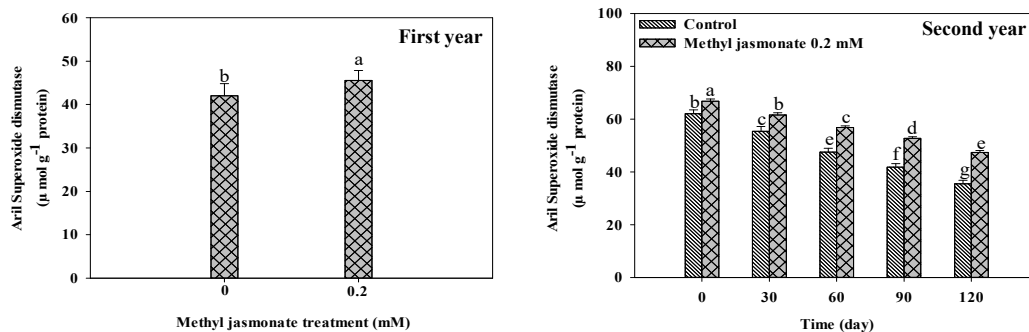 First year
Aril Superoxide dismutase
(µ mol g⁻¹ protein)
60
50
40
30
20
10
0
b
a
0
0.2
Methyl jasmonate treatment (mM)
Second year
Control
Methyl jasmonate 0.2 mM
Aril Superoxide dismutase
(µ mol g⁻¹ protein)
100
80
60
40
20
0
b a c b e c f d g e
0 30 60 90 120
Time (day)